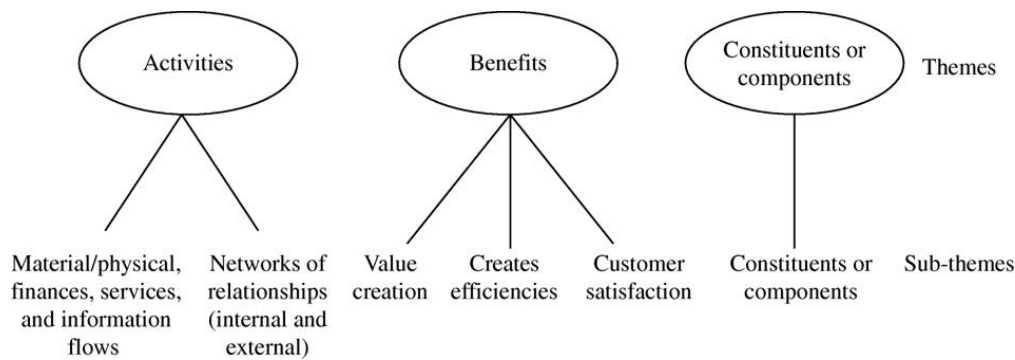 Activities
Benefits
Constituents or
components
Themes
Material/physical,
finances, services,
and information
flows
Networks of
relationships
(internal and
external)
Value
creation
Creates
efficiencies
Customer
satisfaction
Constituents or
components
Sub-themes